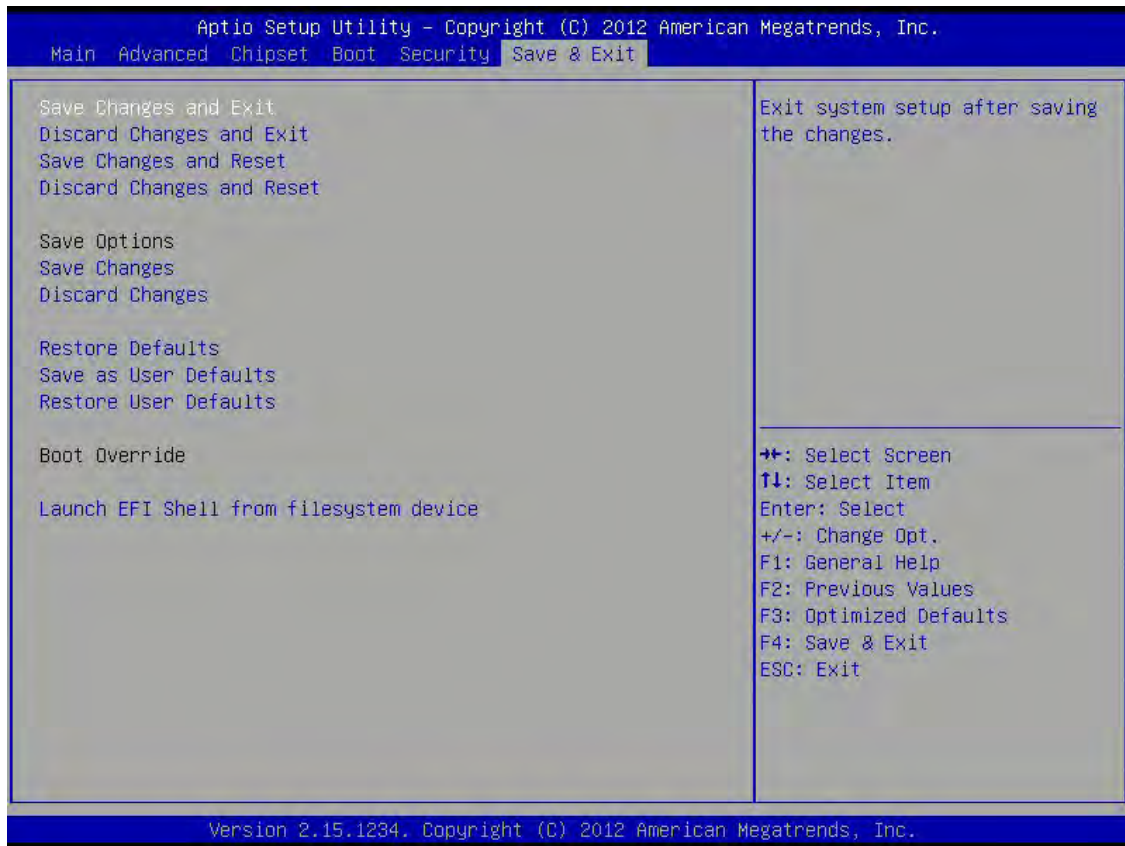 Aptio Setup Utility – Copyright (C) 2012 American Megatrends, Inc.
Main Advanced Chipset Boot Security Save & Exit
Save Changes and Exit
Discard Changes and Exit
Save Changes and Reset
Discard Changes and Reset
Save Options
Save Changes
Discard Changes
Restore Defaults
Save as User Defaults
Restore User Defaults
Boot Override
Launch EFI Shell from filesystem device
Exit system setup after saving
the changes.
→←: Select Screen
↑↓: Select Item
Enter: Select
+/-: Change Opt.
F1: General Help
F2: Previous Values
F3: Optimized Defaults
F4: Save & Exit
ESC: Exit
Version 2.15.1234. Copyright (C) 2012 American Megatrends, Inc.